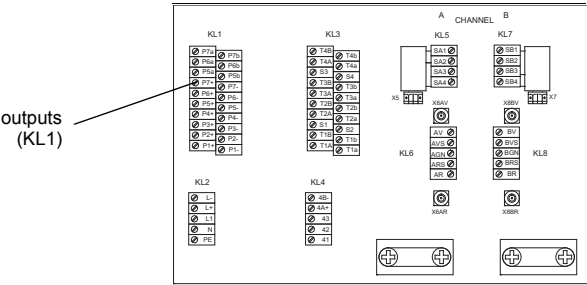 A CHANNEL B
KL1 KL3 KL5 KL7
P7a
P6a
P5a
P7+
P6+
P5+
P4+
P3+
P2+
P1+
P7b
P6b
P5b
P7-
P6-
P5-
P4-
P3-
P2-
P1-
T4B
T4A
S3
T3B
T3A
T2B
T2A
S1
T1B
T1A
T4b
T4a
S4
T3b
T3a
T2b
T2a
S2
T1b
T1a
SA1
SA2
SA3
SA4
SB1
SB2
SB3
SB4
X5 X7
X6AV X8BV
outputs
(KL1)
KL6
AV
AVS
AGN
ARS
AR
BV
BVS
BGN
BRS
BR
KL8
KL2
L-
L+
L1
N
PE
KL4
4B-
4A+
43
42
41
X6AR X8BR